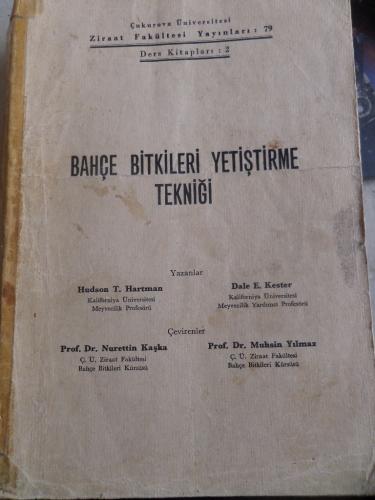 Çukurova Üniversitesi
Ziraat Fakültesi Yayınları: 79
Ders Kitapları: 2
BAHÇE BİTKİLERİ YETİŞTİRME
TEKNİĞİ
Yazanlar
Hudson T. Hartman
Kaliforniya Üniversitesi
Meyvecilik Profesörü
Dale E. Kester
Kaliforniya Üniversitesi
Meyvecilik Yardımcı Profesörü
Çevirenler
Prof. Dr. Nurettin Kaşka
Ç. Ü. Ziraat Fakültesi
Bahçe Bitkileri Kürsüsü
Prof. Dr. Muhsin Yılmaz
Ç. Ü. Ziraat Fakültesi
Bahçe Bitkileri Kürsüsü